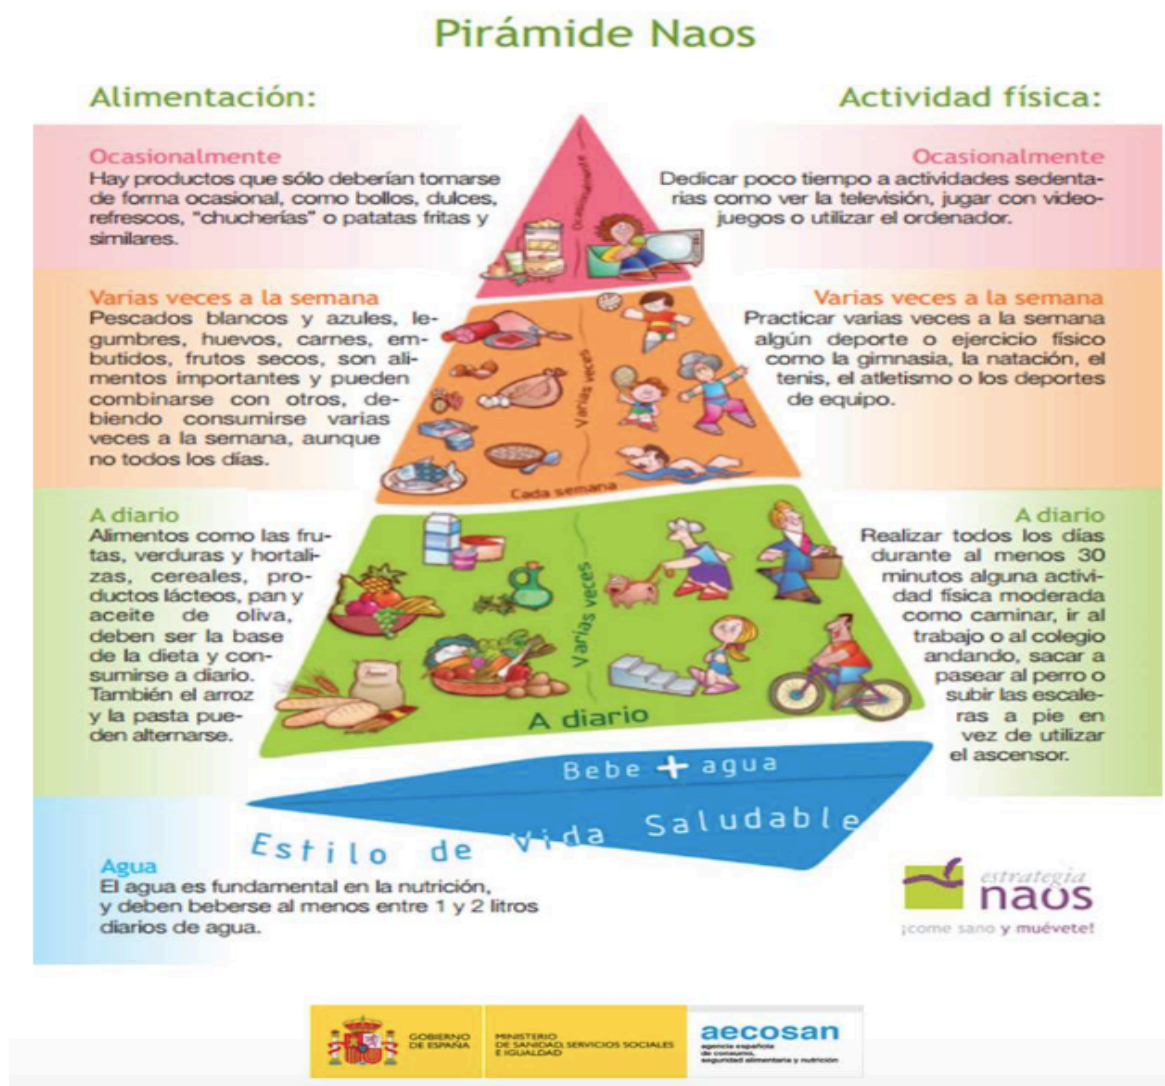 Pirámide Naos
Alimentación:
Ocasionalmente
Hay productos que sólo deberían tomarse
de forma ocasional, como bollos, dulces,
refrescos, "chucherías" o patatas fritas y
similares.
Varias veces a la semana
Pescados blancos y azules, le-
gumbres, huevos, carnes, em-
butidos, frutos secos, son ali-
mentos importantes y pueden
combinarse con otros, de-
biendo consumirse varias
veces a la semana, aunque
no todos los días.
A diario
Alimentos como las fru-
tas, verduras y hortali-
zas, cereales, pro-
ductos lácteos, pan y
aceite de oliva,
deben ser la base
de la dieta y con-
sumirse a diario.
También el arroz
y la pasta pue-
den alternarse.
Agua
El agua es fundamental en la nutrición,
y deben beberse al menos entre 1 y 2 litros
diarios de agua.
Ocasionalmente
Varias veces
Cada semana
Varias veces
A diario
Bebe + agua
Estilo de Vida Saludable
Actividad física:
Ocasionalmente
Dedicar poco tiempo a actividades sedenta-
rias como ver la televisión, jugar con video-
juegos o utilizar el ordenador.
Varias veces a la semana
Practicar varias veces a la semana
algún deporte o ejercicio físico
como la gimnasia, la natación, el
tenis, el atletismo o los deportes
de equipo.
A diario
Realizar todos los días
durante al menos 30
minutos alguna activi-
dad física moderada
como caminar, ir al
trabajo o al colegio
andando, sacar a
pasear al perro o
subir las escale-
ras a pie en
vez de utilizar
el ascensor.
estrategia
naos
¡come sano y muévete!
GOBIERNO
DE ESPAÑA
MINISTERIO
DE SANIDAD, SERVICIOS SOCIALES
E IGUALDAD
aecosan
agencia española
de consumo,
seguridad alimentaria y nutrición